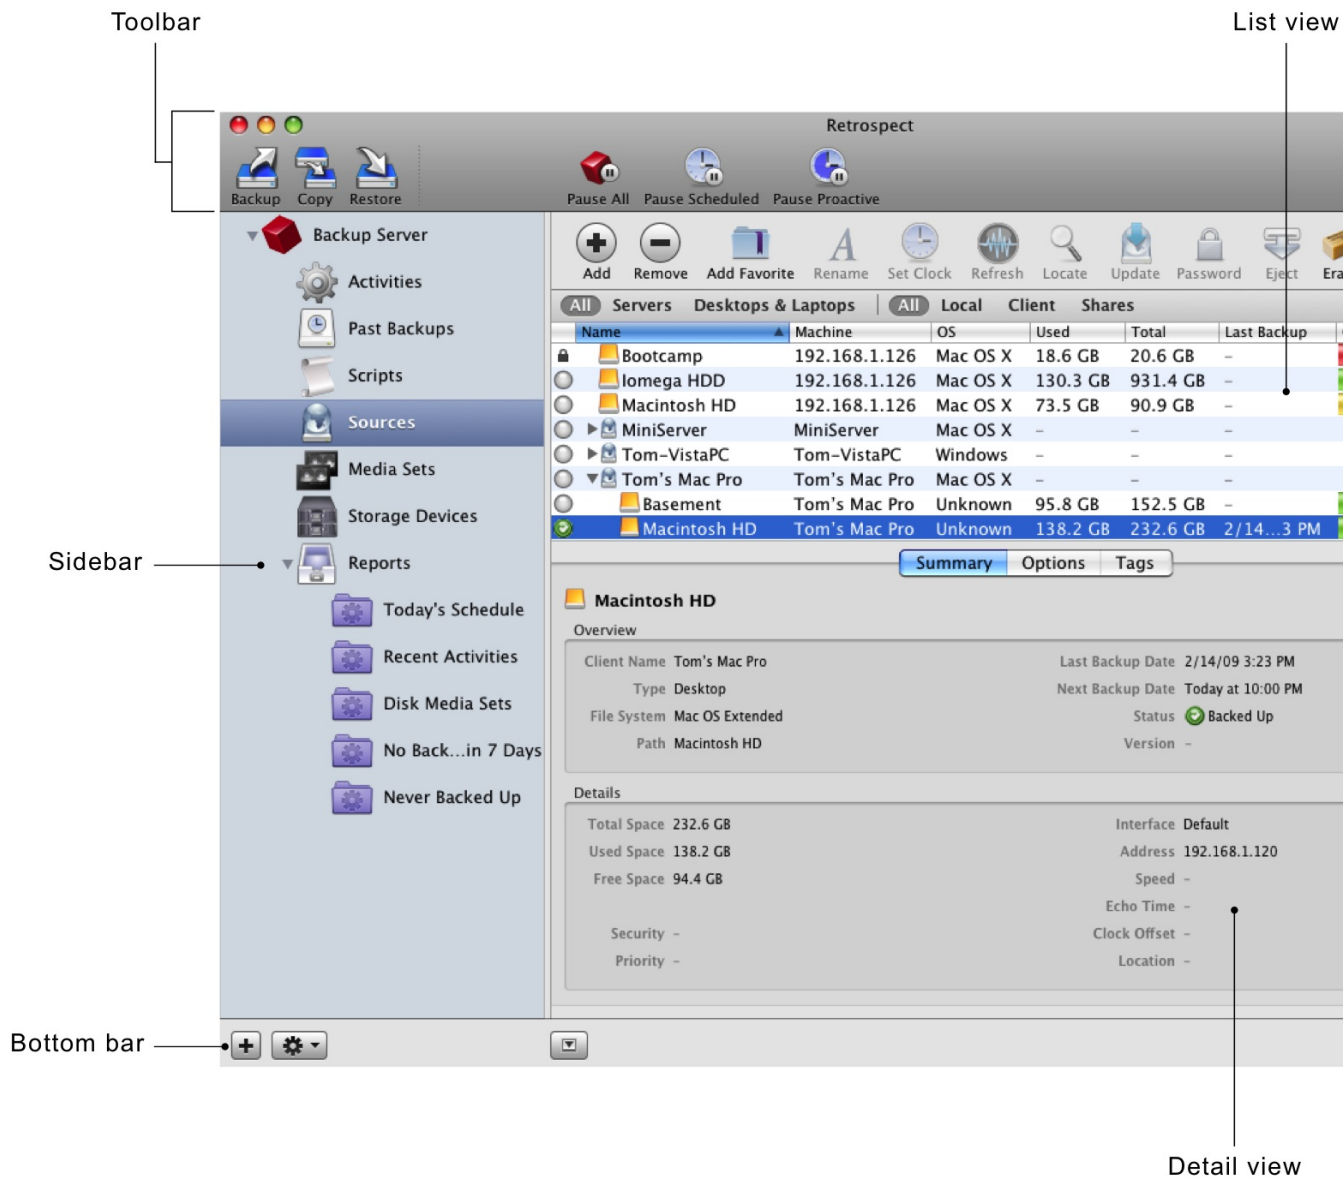 Toolbar
List view
Retrospect
Backup Copy Restore
Pause All Pause Scheduled Pause Proactive
Backup Server
Activities
Past Backups
Scripts
Sources
Media Sets
Storage Devices
Sidebar
Reports
Today's Schedule
Recent Activities
Disk Media Sets
No Back...in 7 Days
Never Backed Up
Add Remove Add Favorite Rename Set Clock Refresh Locate Update Password Eject Era
All Servers Desktops & Laptops All Local Client Shares
Name Machine OS Used Total Last Backup
Bootcamp 192.168.1.126 Mac OS X 18.6 GB 20.6 GB –
Iomega HDD 192.168.1.126 Mac OS X 130.3 GB 931.4 GB –
Macintosh HD 192.168.1.126 Mac OS X 73.5 GB 90.9 GB –
MiniServer MiniServer Mac OS X – – –
Tom-VistaPC Tom-VistaPC Windows – – –
Tom's Mac Pro Tom's Mac Pro Mac OS X – – –
Basement Tom's Mac Pro Unknown 95.8 GB 152.5 GB –
Macintosh HD Tom's Mac Pro Unknown 138.2 GB 232.6 GB 2/14...3 PM
Summary Options Tags
Macintosh HD
Overview
Client Name Tom's Mac Pro Last Backup Date 2/14/09 3:23 PM
Type Desktop Next Backup Date Today at 10:00 PM
File System Mac OS Extended Status Backed Up
Path Macintosh HD Version –
Details
Total Space 232.6 GB Interface Default
Used Space 138.2 GB Address 192.168.1.120
Free Space 94.4 GB Speed –
Echo Time –
Security – Clock Offset –
Priority – Location –
Bottom bar
Detail view